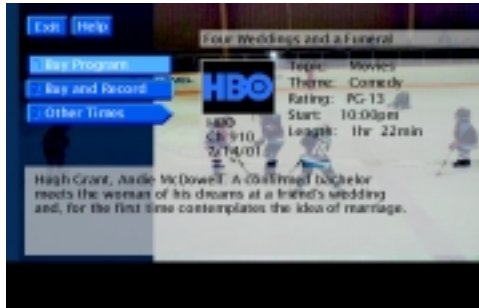 Exit Help
Four Weddings and a Funeral
Buy Program
Buy and Record
Other Times
HBO
HBO
Ch 910
7/14/01
Topic: Movies
Theme: Comedy
Rating: PG-13
Start: 10:00pm
Length: 1hr 22min
Hugh Grant, Andie McDowell. A confirmed bachelor
meets the woman of his dreams at a friend's wedding
and, for the first time contemplates the idea of marriage.